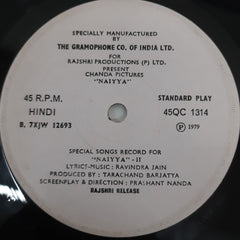 SPECIALLY MANUFACTURED
BY
THE GRAMOPHONE CO. OF INDIA LTD.
FOR
RAJSHRI PRODUCTIONS (P) LTD.
PRESENT
CHANDA PICTURES
"NAIYYA"
45 R.P.M. STANDARD PLAY
HINDI 45QC 1314
B. 7XJW 12693 Ⓟ 1979
SPECIAL SONGS RECORD FOR
"NAIYYA" - II
LYRICS-MUSIC : RAVINDRA JAIN
PRODUCED BY : TARACHAND BARJATYA
SCREENPLAY & DIRECTION : PRASHANT NANDA
RAJSHRI RELEASE